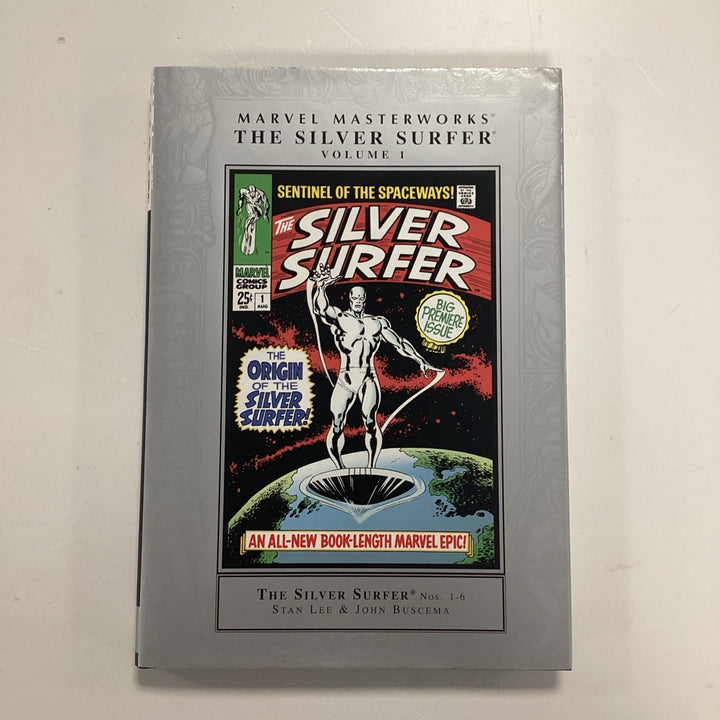 MARVEL MASTERWORKS
THE SILVER SURFER®
VOLUME 1
SENTINEL OF THE SPACEWAYS!
THE
SILVER
SURFER
MARVEL
COMICS
GROUP
25¢
IND.
1
AUG
BIG
PREMIERE
ISSUE
THE
ORIGIN
OF THE
SILVER
SURFER!
AN ALL-NEW BOOK-LENGTH MARVEL EPIC!
THE SILVER SURFER® NOS. 1-6
STAN LEE & JOHN BUSCEMA